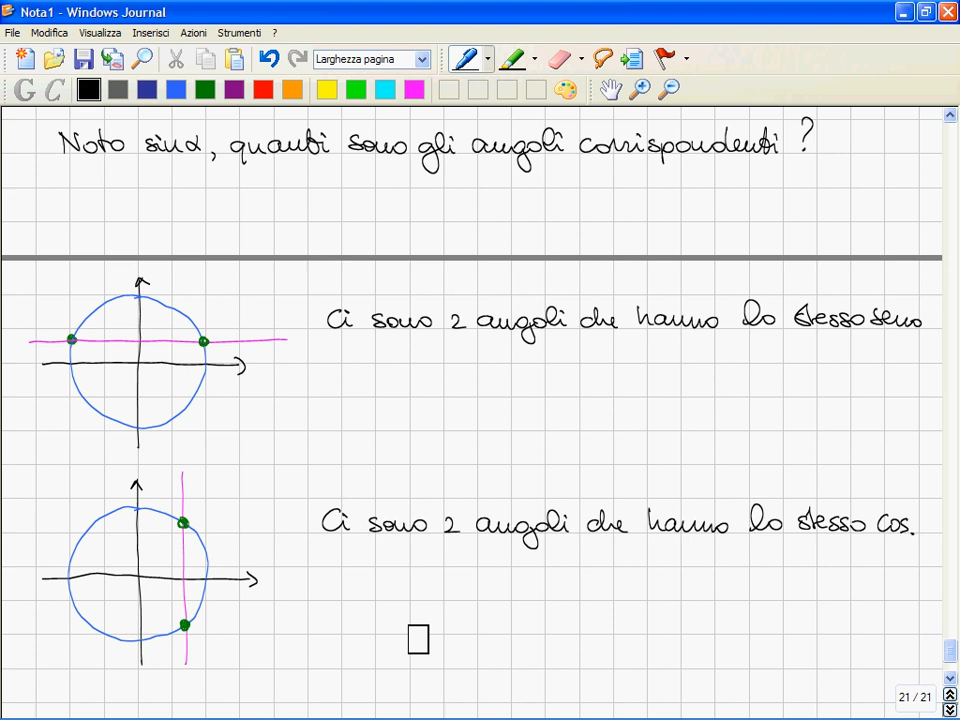 Nota1 - Windows Journal
File Modifica Visualizza Inserisci Azioni Strumenti ?
Larghezza pagina
G C
Noto sinα, quanti sono gli angoli corrispondenti ?
Ci sono 2 angoli che hanno lo stesso seno
Ci sono 2 angoli che hanno lo stesso cos.
21 / 21